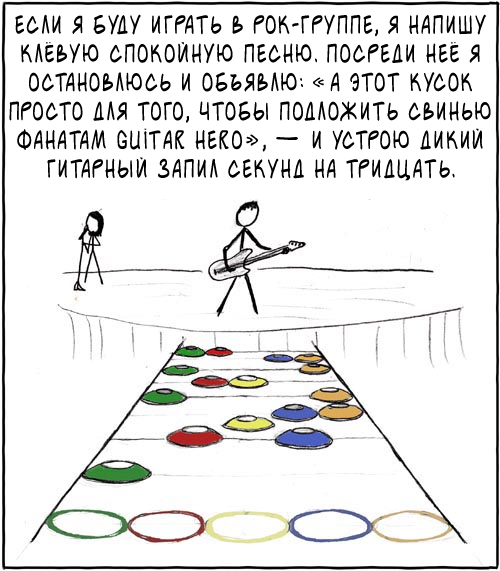 ЕСЛИ Я БУДУ ИГРАТЬ В РОК-ГРУППЕ, Я НАПИШУ
КЛЁВУЮ СПОКОЙНУЮ ПЕСНЮ. ПОСРЕДИ НЕЁ Я
ОСТАНОВЛЮСЬ И ОБЪЯВЛЮ: «А ЭТОТ КУСОК
ПРОСТО ДЛЯ ТОГО, ЧТОБЫ ПОДЛОЖИТЬ СВИНЬЮ
ФАНАТАМ GUITAR HERO», — И УСТРОЮ ДИКИЙ
ГИТАРНЫЙ ЗАПИЛ СЕКУНД НА ТРИДЦАТЬ.